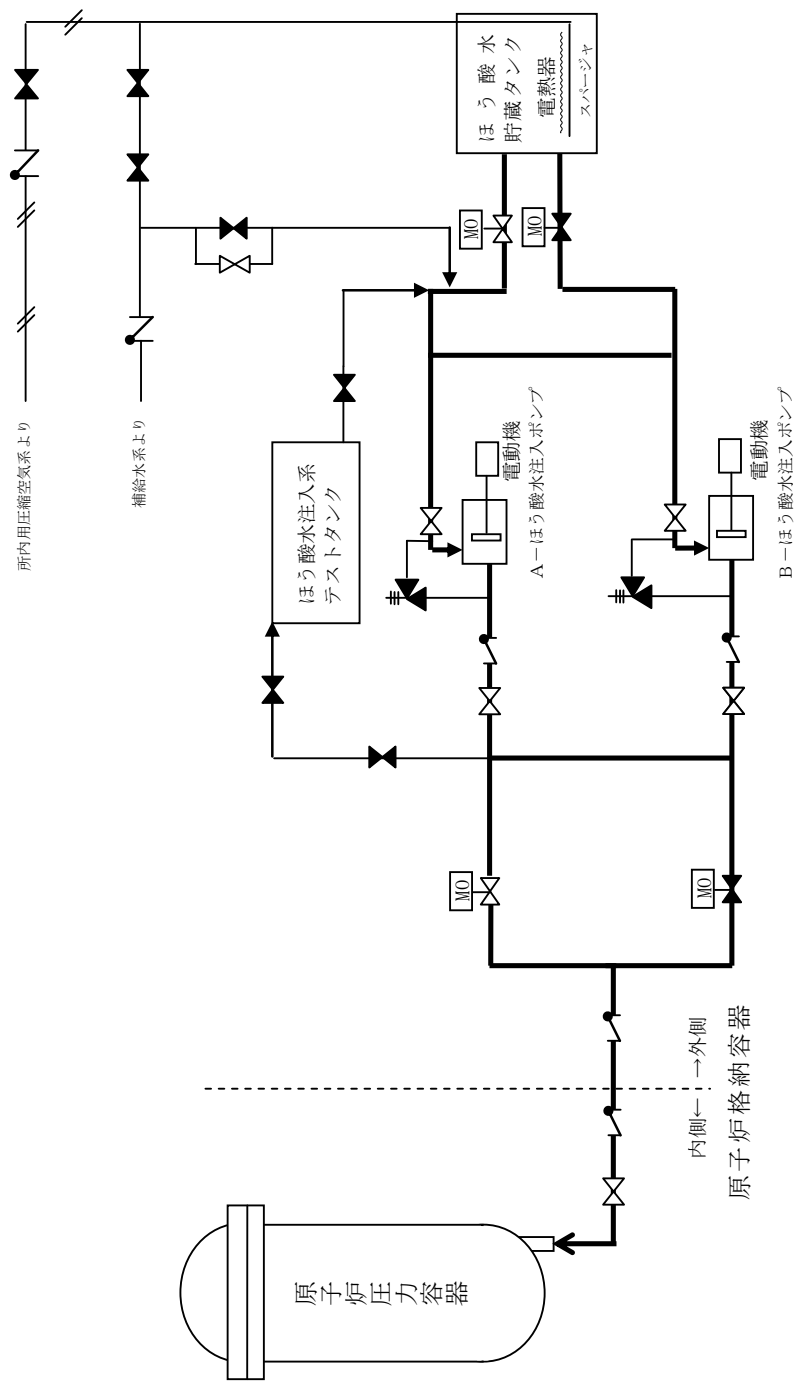 所内用圧縮空気系より
補給水系より
ほう酸水
貯蔵タンク
電熱器
スパージャ
MO
MO
ほう酸水注入系
テストタンク
電動機
A－ほう酸水注入ポンプ
電動機
B－ほう酸水注入ポンプ
MO
MO
内側← →外側
原子炉格納容器
原子炉圧力容器